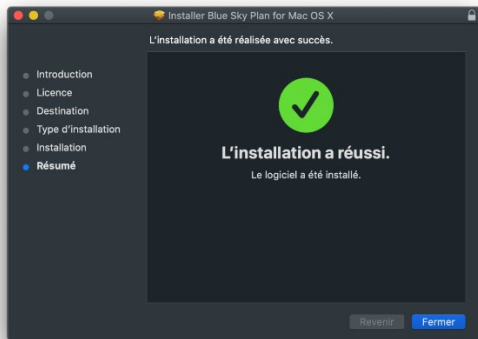 Installer Blue Sky Plan for Mac OS X
L'installation a été réalisée avec succès.
Introduction
Licence
Destination
Type d'installation
Installation
Résumé
L'installation a réussi.
Le logiciel a été installé.
Revenir
Fermer